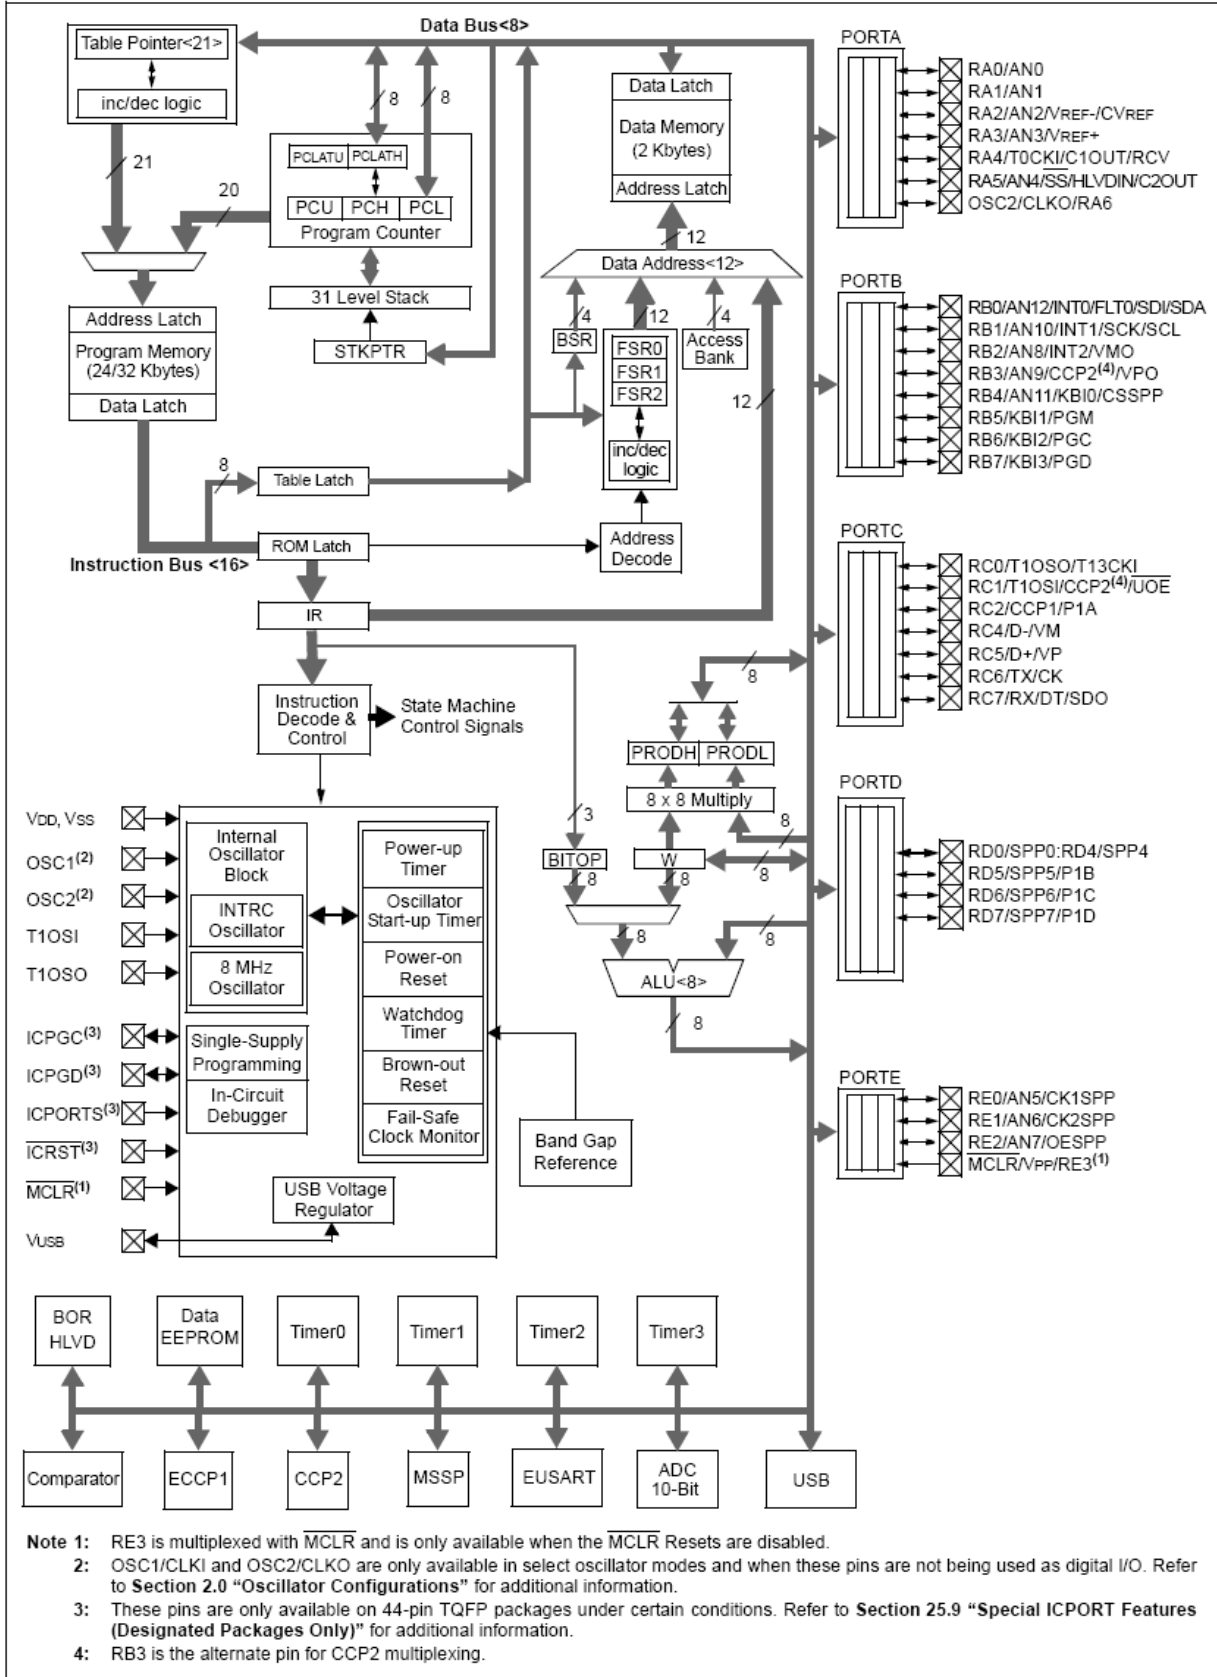 Data Bus<8>
Table Pointer<21>
inc/dec logic
21
20
8
8
PCLATU PCLATH
PCU PCH PCL
Program Counter
31 Level Stack
STKPTR
Address Latch
Program Memory
(24/32 Kbytes)
Data Latch
8
Table Latch
ROM Latch
Instruction Bus <16>
IR
Data Latch
Data Memory
(2 Kbytes)
Address Latch
12
Data Address<12>
4
12
4
BSR
FSR0
FSR1
FSR2
inc/dec
logic
Access
Bank
12
Address
Decode
Instruction
Decode &
Control
State Machine
Control Signals
8
PRODH PRODL
8 x 8 Multiply
3
8
BITOP
W
8
8
8
8
8
ALU<8>
8
VDD, VSS
OSC1(2)
OSC2(2)
T1OSI
T1OSO
ICPGC(3)
ICPGD(3)
ICPORTS(3)
ICRST(3)
MCLR(1)
VUSB
Internal
Oscillator
Block
INTRC
Oscillator
8 MHz
Oscillator
Single-Supply
Programming
In-Circuit
Debugger
Power-up
Timer
Oscillator
Start-up Timer
Power-on
Reset
Watchdog
Timer
Brown-out
Reset
Fail-Safe
Clock Monitor
USB Voltage
Regulator
Band Gap
Reference
PORTA
RA0/AN0
RA1/AN1
RA2/AN2/VREF-/CVREF
RA3/AN3/VREF+
RA4/T0CKI/C1OUT/RCV
RA5/AN4/SS/HLVDIN/C2OUT
OSC2/CLKO/RA6
PORTB
RB0/AN12/INT0/FLT0/SDI/SDA
RB1/AN10/INT1/SCK/SCL
RB2/AN8/INT2/VMO
RB3/AN9/CCP2(4)/VPO
RB4/AN11/KBI0/CSSPP
RB5/KBI1/PGM
RB6/KBI2/PGC
RB7/KBI3/PGD
PORTC
RC0/T1OSO/T13CKI
RC1/T1OSI/CCP2(4)/UOE
RC2/CCP1/P1A
RC4/D-/VM
RC5/D+/VP
RC6/TX/CK
RC7/RX/DT/SDO
PORTD
RD0/SPP0:RD4/SPP4
RD5/SPP5/P1B
RD6/SPP6/P1C
RD7/SPP7/P1D
PORTE
RE0/AN5/CK1SPP
RE1/AN6/CK2SPP
RE2/AN7/OESPP
MCLR/VPP/RE3(1)
BOR
HLVD
Data
EEPROM
Timer0
Timer1
Timer2
Timer3
Comparator
ECCP1
CCP2
MSSP
EUSART
ADC
10-Bit
USB
Note 1: RE3 is multiplexed with MCLR and is only available when the MCLR Resets are disabled.
2: OSC1/CLKI and OSC2/CLKO are only available in select oscillator modes and when these pins are not being used as digital I/O. Refer
to Section 2.0 “Oscillator Configurations” for additional information.
3: These pins are only available on 44-pin TQFP packages under certain conditions. Refer to Section 25.9 “Special ICPORT Features
(Designated Packages Only)” for additional information.
4: RB3 is the alternate pin for CCP2 multiplexing.